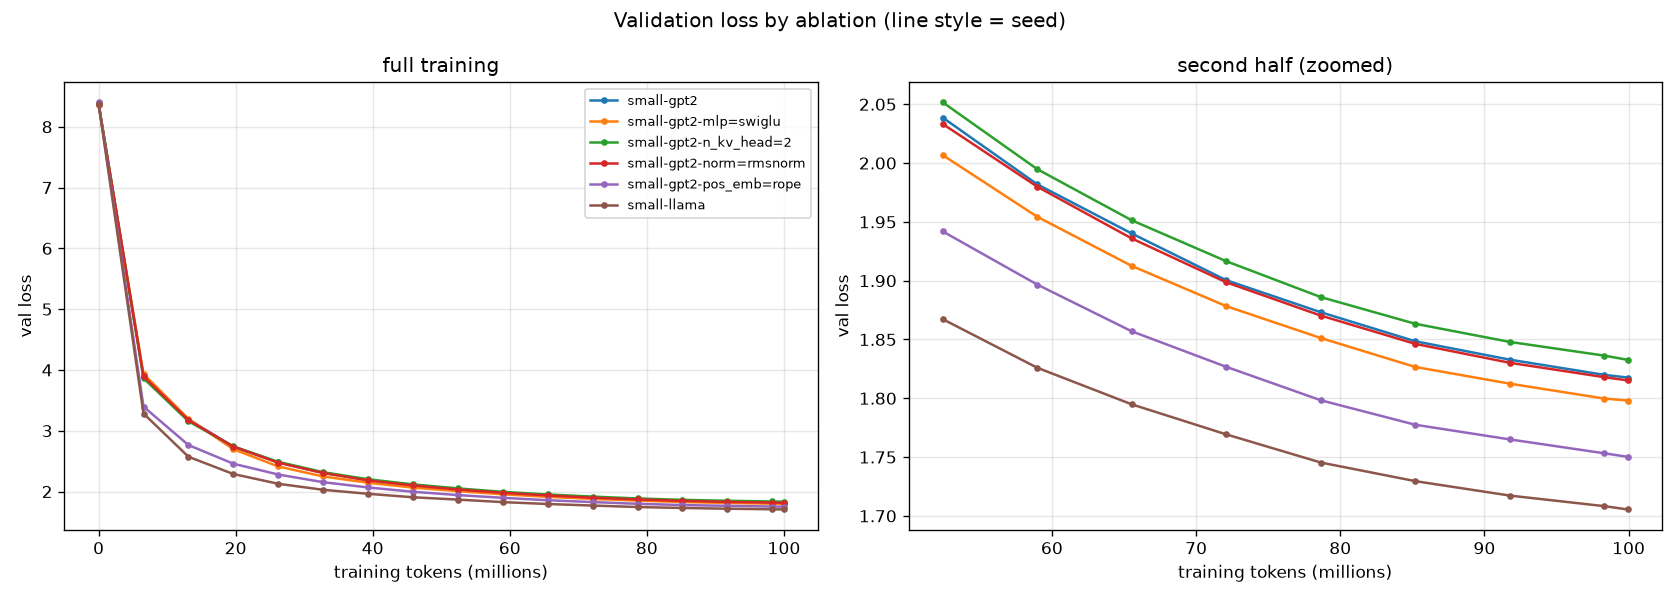 Validation loss by ablation (line style = seed)
full training
val loss
8
7
6
5
4
3
2
0
20
40
60
80
100
training tokens (millions)
small-gpt2
small-gpt2-mlp=swiglu
small-gpt2-n_kv_head=2
small-gpt2-norm=rmsnorm
small-gpt2-pos_emb=rope
small-llama
second half (zoomed)
val loss
2.05
2.00
1.95
1.90
1.85
1.80
1.75
1.70
60
70
80
90
100
training tokens (millions)